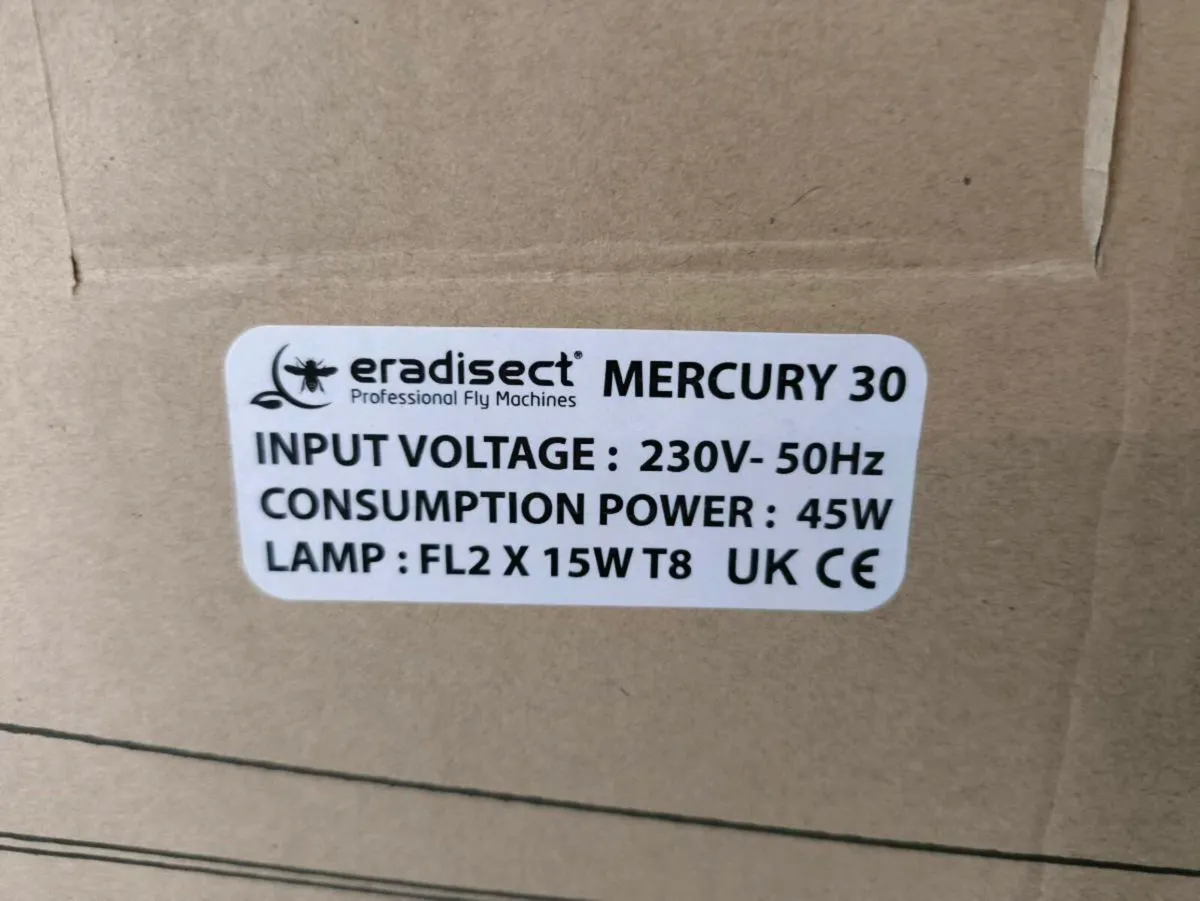 eradisect® MERCURY 30
Professional Fly Machines
INPUT VOLTAGE : 230V- 50Hz
CONSUMPTION POWER : 45W
LAMP : FL2 X 15W T8 UK CE